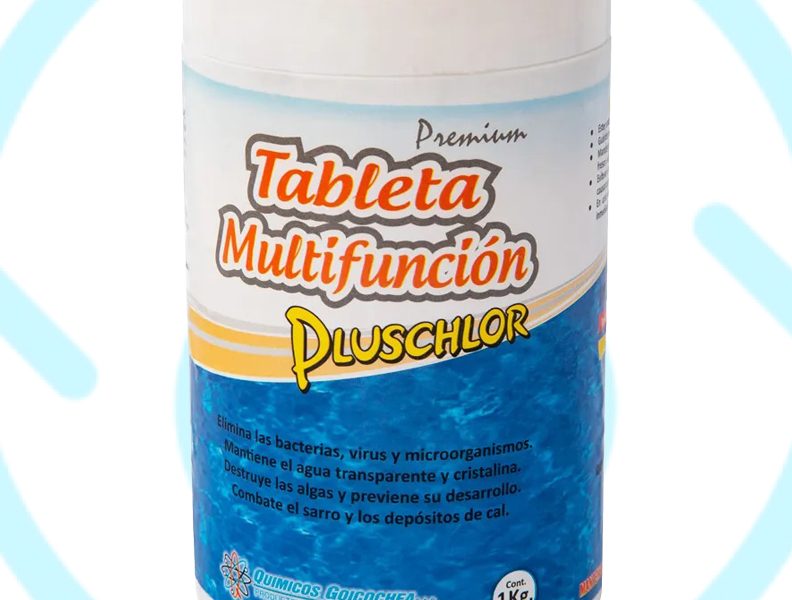 Premium
Tableta
Multifunción
PLUSCHLOR
Elimina las bacterias, virus y microorganismos.
Mantiene el agua transparente y cristalina.
Destruye las algas y previene su desarrollo.
Combate el sarro y los depósitos de cal.
QUIMICOS GOICOCHEA
Cont.
1Kg.